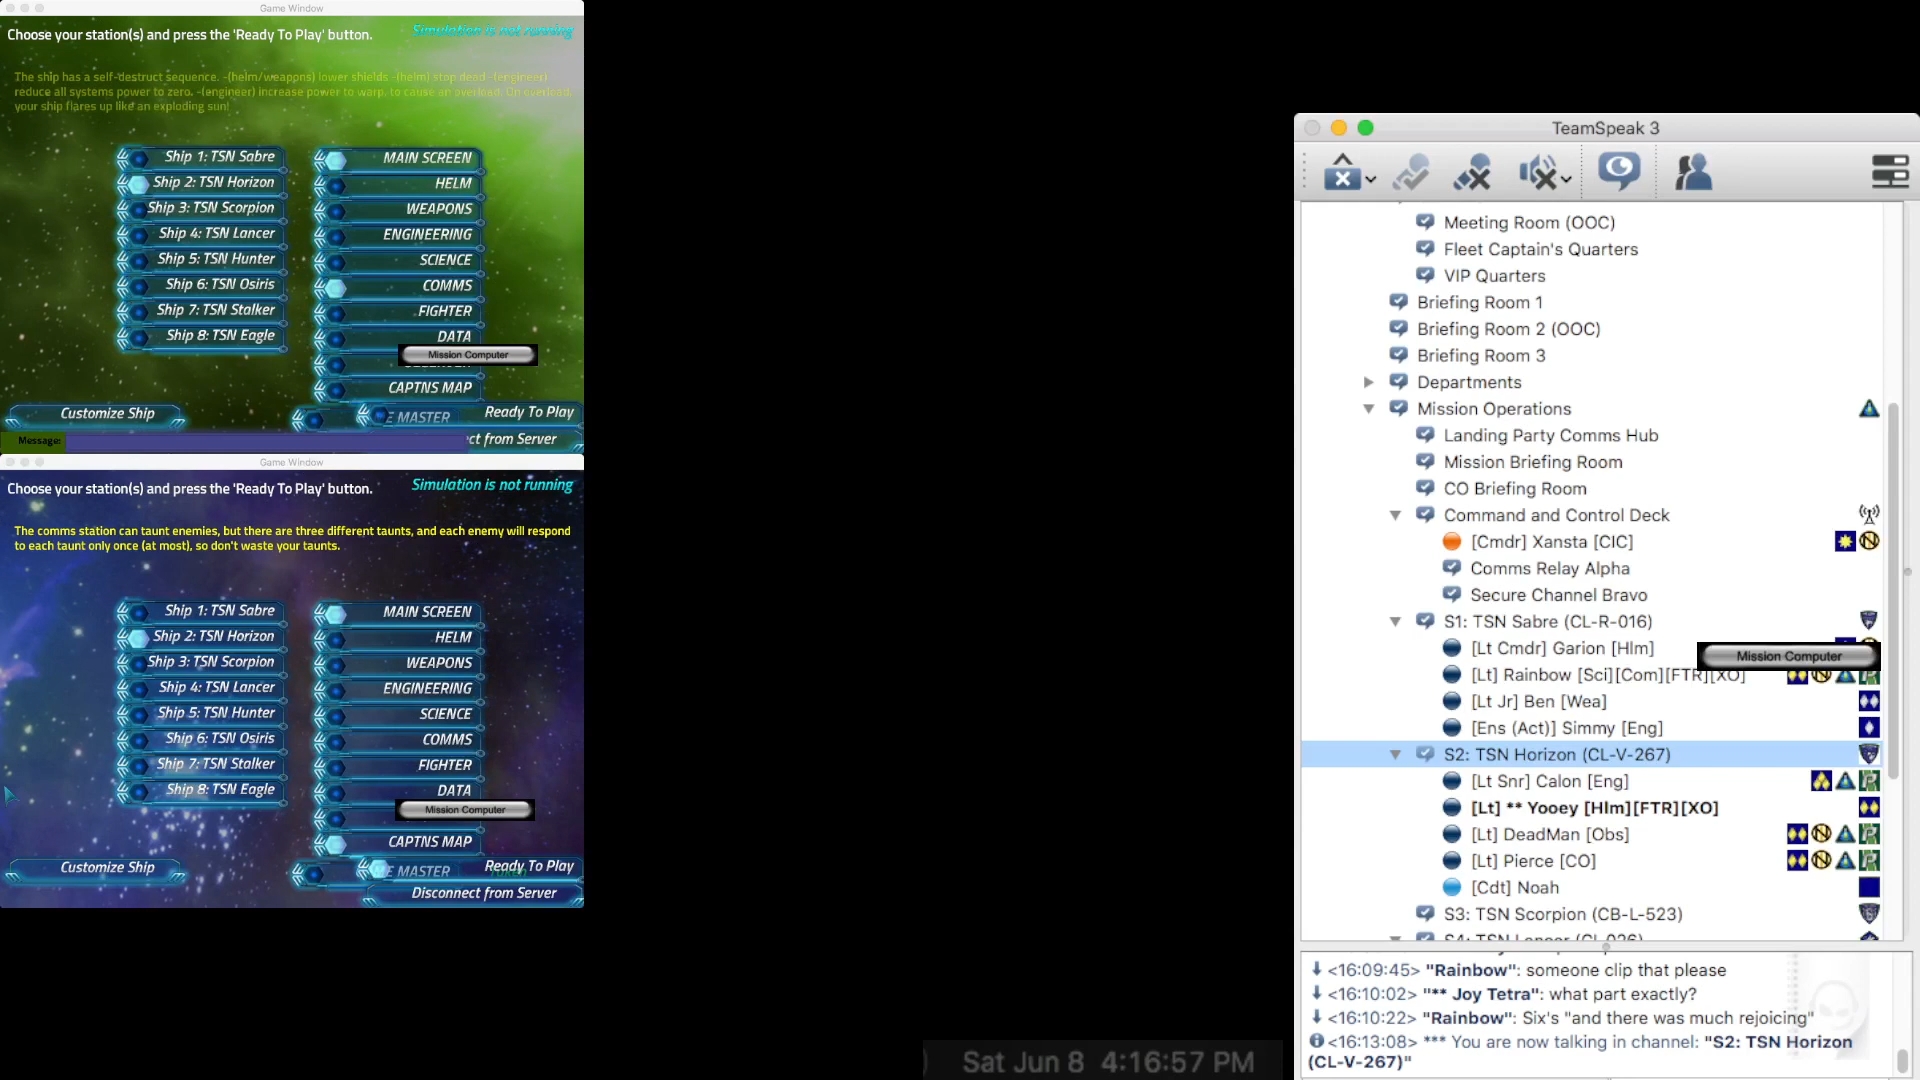 Game Window
Choose your station(s) and press the 'Ready To Play' button.
Simulation is not running
The ship has a self-destruct sequence. -(helm/weapons) lower shields -(helm) stop dead -(engineer)
reduce all systems power to zero. -(engineer) increase power to warp, to cause an overload. On overload,
your ship flares up like an exploding sun!
Ship 1: TSN Sabre
Ship 2: TSN Horizon
Ship 3: TSN Scorpion
Ship 4: TSN Lancer
Ship 5: TSN Hunter
Ship 6: TSN Osiris
Ship 7: TSN Stalker
Ship 8: TSN Eagle
MAIN SCREEN
HELM
WEAPONS
ENGINEERING
SCIENCE
COMMS
FIGHTER
DATA
Mission Computer
CAPTNS MAP
Customize Ship
E MASTER
Ready To Play
Message:
ct from Server
Game Window
Choose your station(s) and press the 'Ready To Play' button.
Simulation is not running
The comms station can taunt enemies, but there are three different taunts, and each enemy will respond
to each taunt only once (at most), so don't waste your taunts.
Ship 1: TSN Sabre
Ship 2: TSN Horizon
Ship 3: TSN Scorpion
Ship 4: TSN Lancer
Ship 5: TSN Hunter
Ship 6: TSN Osiris
Ship 7: TSN Stalker
Ship 8: TSN Eagle
MAIN SCREEN
HELM
WEAPONS
ENGINEERING
SCIENCE
COMMS
FIGHTER
DATA
Mission Computer
CAPTNS MAP
Customize Ship
E MASTER
Ready To Play
Disconnect from Server
Sat Jun 8 4:16:57 PM
TeamSpeak 3
Meeting Room (OOC)
Fleet Captain's Quarters
VIP Quarters
Briefing Room 1
Briefing Room 2 (OOC)
Briefing Room 3
Departments
Mission Operations
Landing Party Comms Hub
Mission Briefing Room
CO Briefing Room
Command and Control Deck
[Cmdr] Xansta [CIC]
Comms Relay Alpha
Secure Channel Bravo
S1: TSN Sabre (CL-R-016)
[Lt Cmdr] Garion [Hlm]
Mission Computer
[Lt] Rainbow [Sci][Com][FTR][XO]
[Lt Jr] Ben [Wea]
[Ens (Act)] Simmy [Eng]
S2: TSN Horizon (CL-V-267)
[Lt Snr] Calon [Eng]
[Lt] ** Yooey [Hlm][FTR][XO]
[Lt] DeadMan [Obs]
[Lt] Pierce [CO]
[Cdt] Noah
S3: TSN Scorpion (CB-L-523)
S4: TSN Lancer (CL-026)
<16:09:45> "Rainbow": someone clip that please
<16:10:02> "** Joy Tetra": what part exactly?
<16:10:22> "Rainbow": Six's "and there was much rejoicing"
<16:13:08> *** You are now talking in channel: "S2: TSN Horizon
(CL-V-267)"